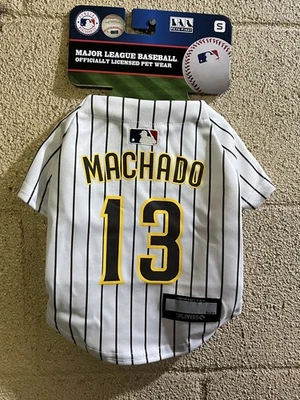 S
MAJOR LEAGUE BASEBALL
OFFICIALLY LICENSED PET WEAR
MACHADO
13